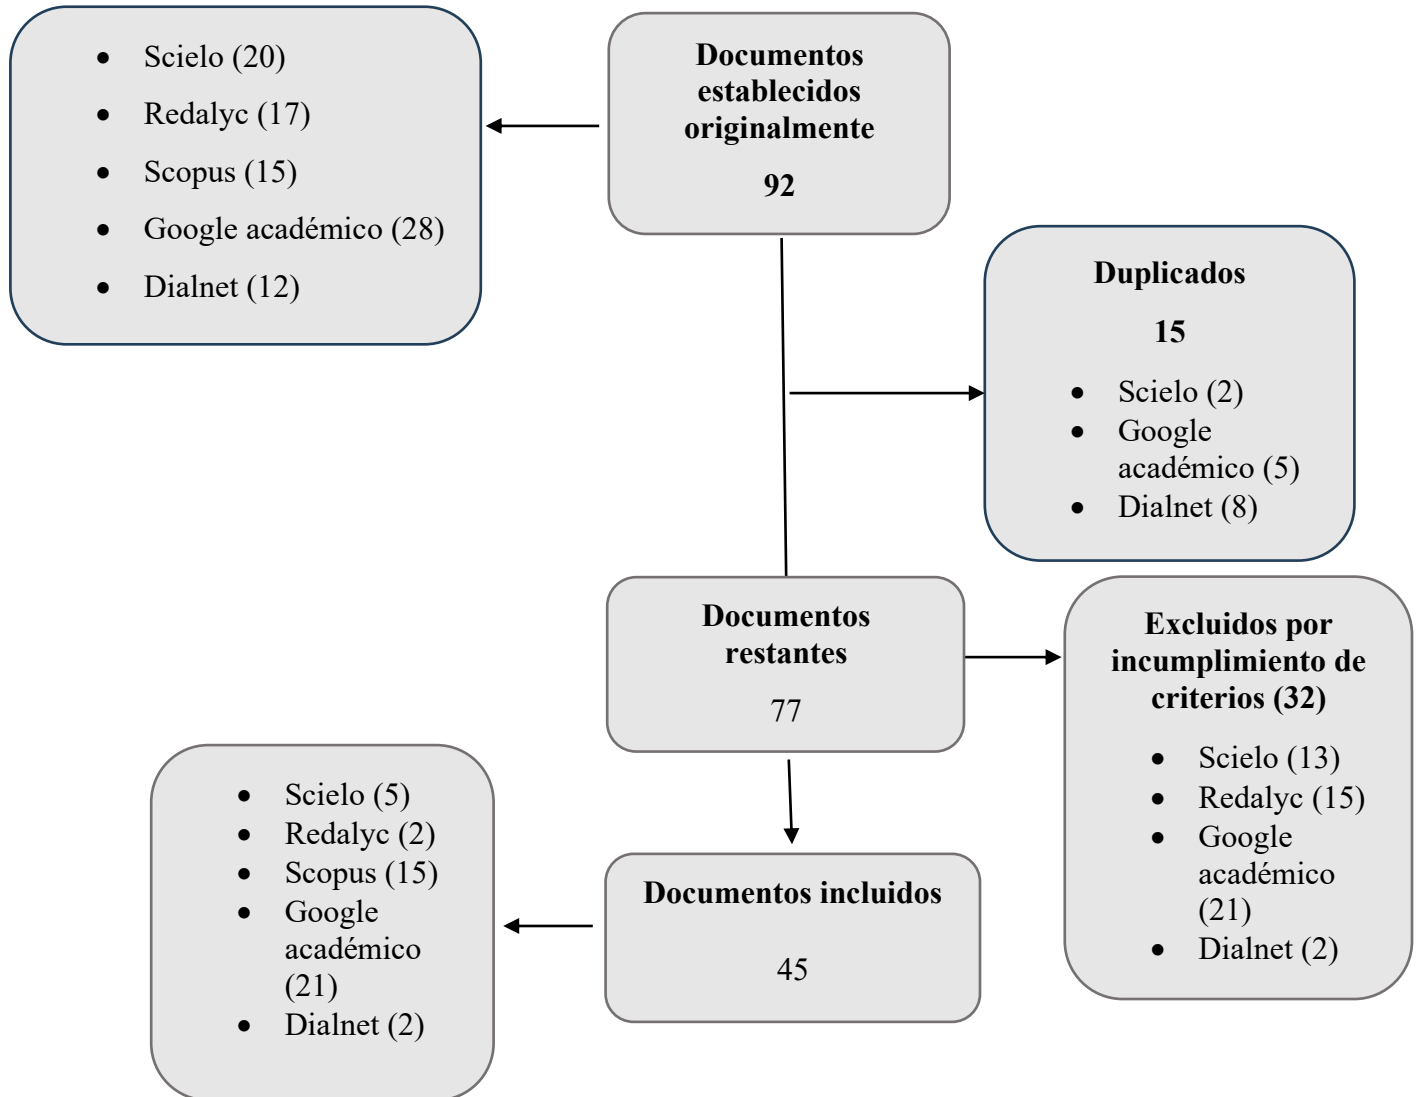 Documentos
establecidos
originalmente
92
• Scielo (20)
• Redalyc (17)
• Scopus (15)
• Google académico (28)
• Dialnet (12)
Duplicados
15
• Scielo (2)
• Google
académico (5)
• Dialnet (8)
Documentos
restantes
77
Excluidos por
incumplimiento de
criterios (32)
• Scielo (13)
• Redalyc (15)
• Google
académico
(21)
• Dialnet (2)
Documentos incluidos
45
• Scielo (5)
• Redalyc (2)
• Scopus (15)
• Google
académico
(21)
• Dialnet (2)